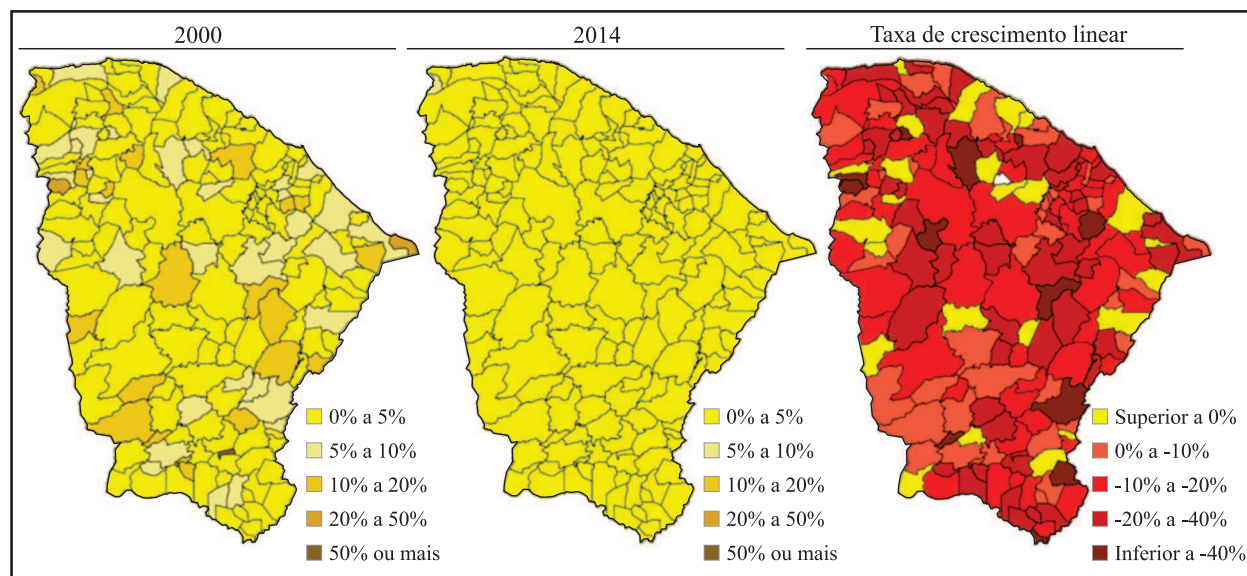 2000
2014
Taxa de crescimento linear
0% a 5%
5% a 10%
10% a 20%
20% a 50%
50% ou mais
0% a 5%
5% a 10%
10% a 20%
20% a 50%
50% ou mais
Superior a 0%
0% a -10%
-10% a -20%
-20% a -40%
Inferior a -40%